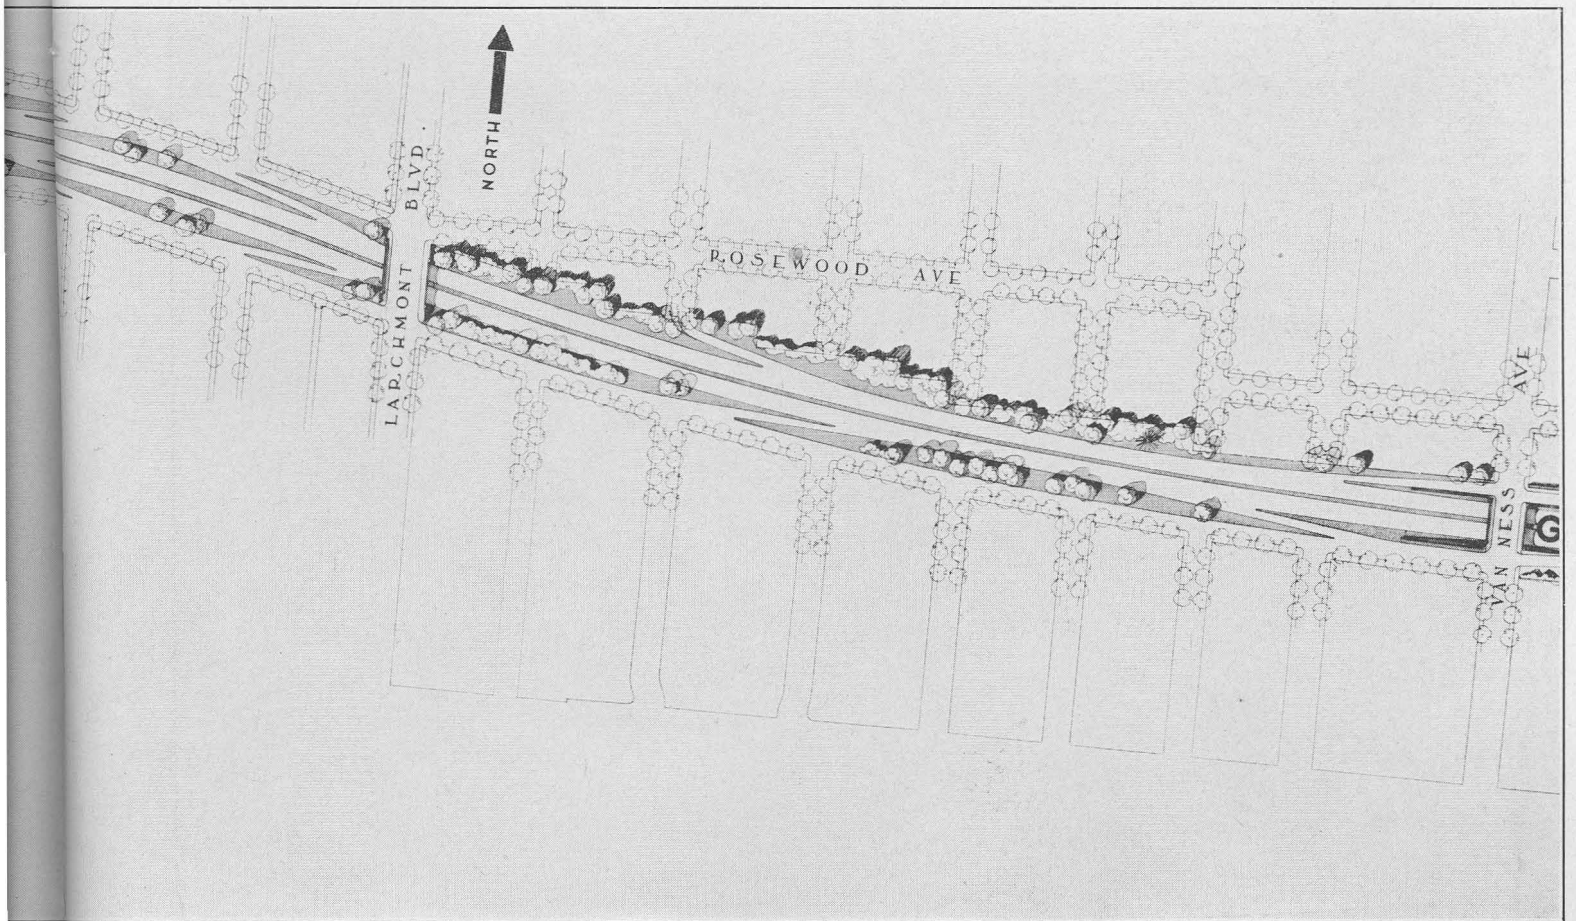 NORTH
LARCHMONT BLVD.
ROSEWOOD AVE
VAN NESS AVE
G